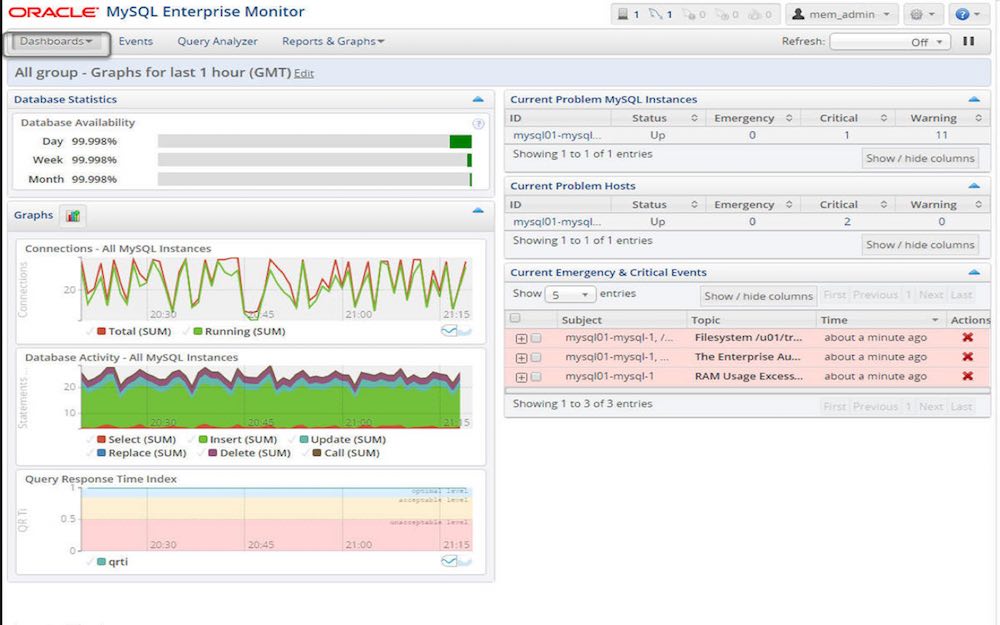 ORACLE MySQL Enterprise Monitor
1 1 0 0 0 mem_admin
Dashboards Events Query Analyzer Reports & Graphs Refresh: Off
All group - Graphs for last 1 hour (GMT) Edit
Database Statistics
Database Availability
Day 99.998%
Week 99.998%
Month 99.998%
Graphs
Connections - All MySQL Instances
Connections
20
20:30 20:45 21:00 21:15
Total (SUM) Running (SUM)
Database Activity - All MySQL Instances
Statements
20
10
20:30 20:45 21:00 21:15
Select (SUM) Insert (SUM) Update (SUM)
Replace (SUM) Delete (SUM) Call (SUM)
Query Response Time Index
QRTi
1
0.5
0
optimal level
acceptable level
unacceptable level
20:30 20:45 21:00 21:15
qrti
Current Problem MySQL Instances
ID Status Emergency Critical Warning
mysql01-mysql... Up 0 1 11
Showing 1 to 1 of 1 entries Show / hide columns
Current Problem Hosts
ID Status Emergency Critical Warning
mysql01-mysql... Up 0 2 0
Showing 1 to 1 of 1 entries Show / hide columns
Current Emergency & Critical Events
Show 5 entries Show / hide columns First Previous 1 Next Last
Subject Topic Time Actions
mysql01-mysql-1, /... Filesystem /u01/tr... about a minute ago
mysql01-mysql-1, ... The Enterprise Au... about a minute ago
mysql01-mysql-1 RAM Usage Excess... about a minute ago
Showing 1 to 3 of 3 entries First Previous 1 Next Last